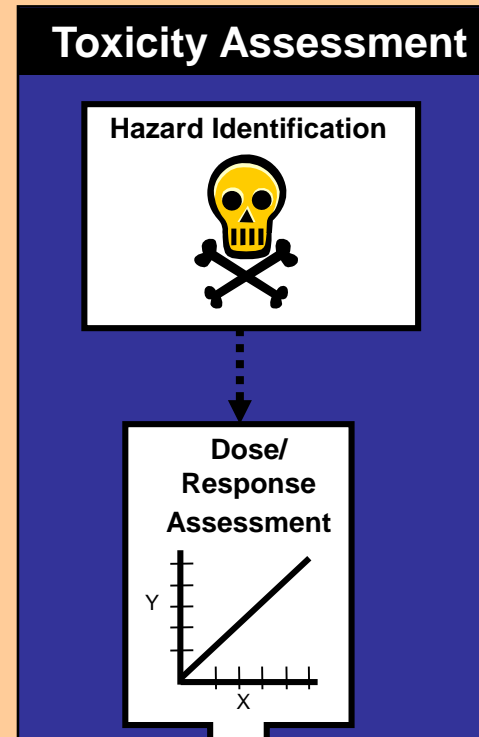 Toxicity Assessment
Hazard Identification
Dose/
Response
Assessment
Y
X